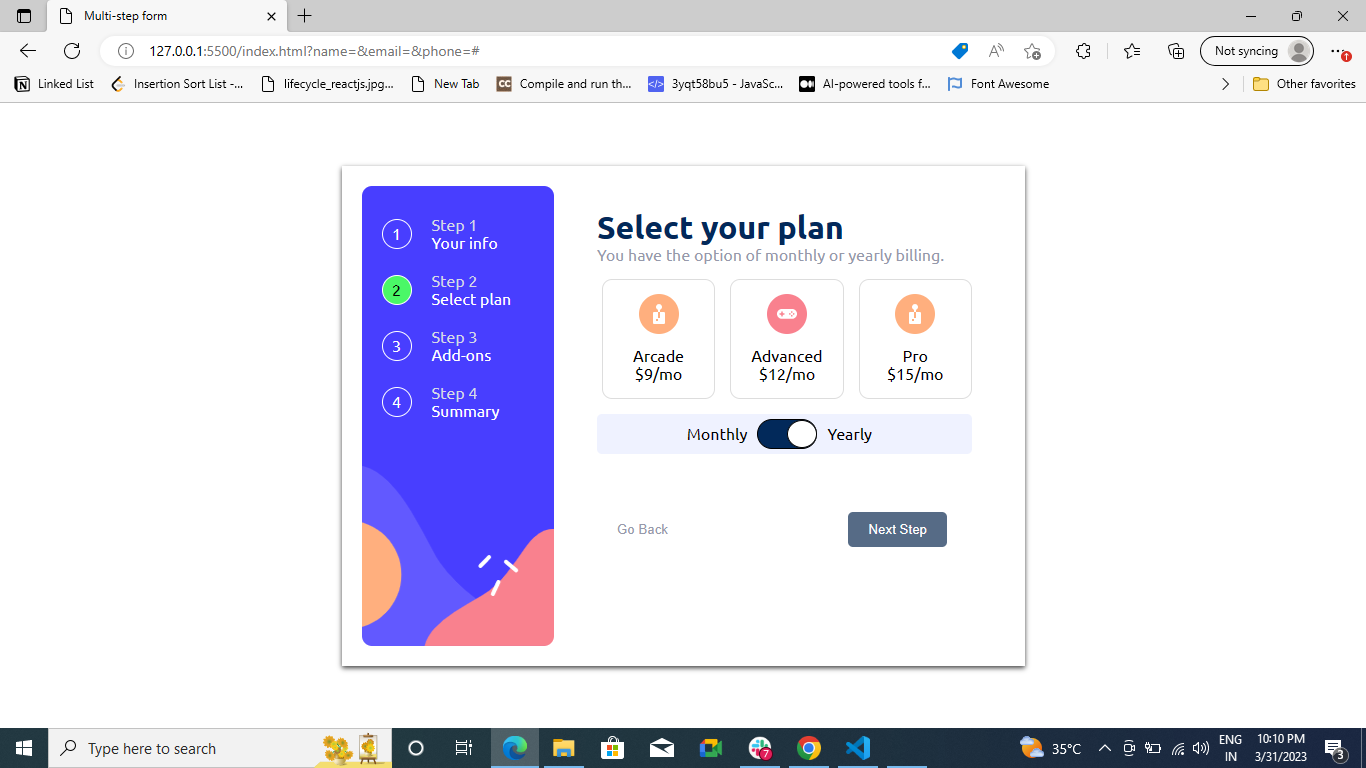 Multi-step form
127.0.0.1:5500/index.html?name=&email=&phone=#
Not syncing
Linked List
Insertion Sort List -...
lifecycle_reactjs.jpg...
New Tab
CC
Compile and run th...
</>
3yqt58bu5 - JavaSc...
AI-powered tools f...
Font Awesome
Other favorites
1
Step 1
Your info
2
Step 2
Select plan
3
Step 3
Add-ons
4
Step 4
Summary
Select your plan
You have the option of monthly or yearly billing.
Arcade
$9/mo
Advanced
$12/mo
Pro
$15/mo
Monthly
Yearly
Go Back
Next Step
Type here to search
7
35°C
ENG
IN
10:10 PM
3/31/2023
3